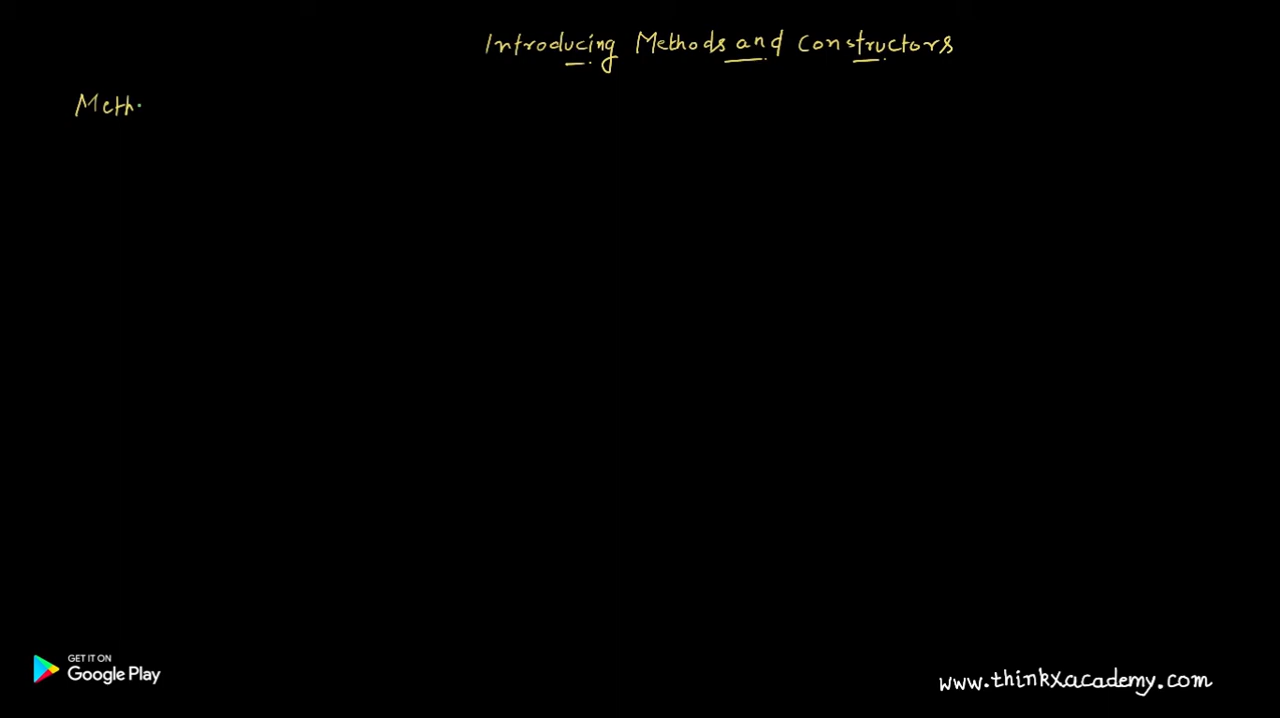 Introducing Methods and Constructors
Meth
GET IT ON
Google Play
www.thinkxacademy.com